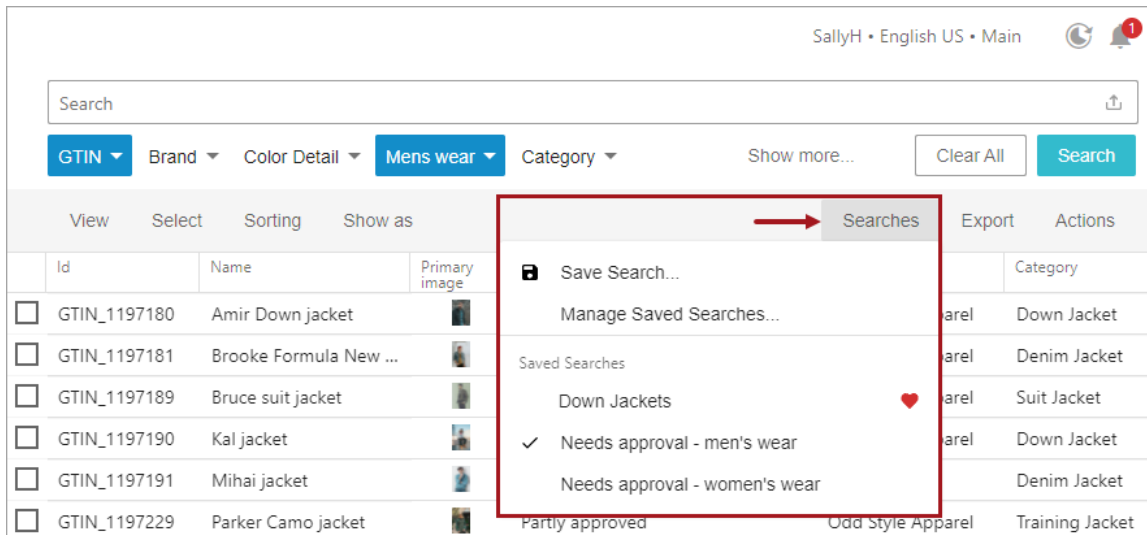 SallyH • English US • Main
1
Search
GTIN Brand Color Detail Mens wear Category Show more... Clear All Search
View Select Sorting Show as Searches Export Actions
Id Name Primary image Category
Save Search...
GTIN_1197180 Amir Down jacket arel Down Jacket
Manage Saved Searches...
GTIN_1197181 Brooke Formula New ... arel Denim Jacket
Saved Searches
GTIN_1197189 Bruce suit jacket Down Jackets arel Suit Jacket
GTIN_1197190 Kal jacket Needs approval - men's wear arel Down Jacket
GTIN_1197191 Mihai jacket Needs approval - women's wear Denim Jacket
GTIN_1197229 Parker Camo jacket Partly approved Odd Style Apparel Training Jacket